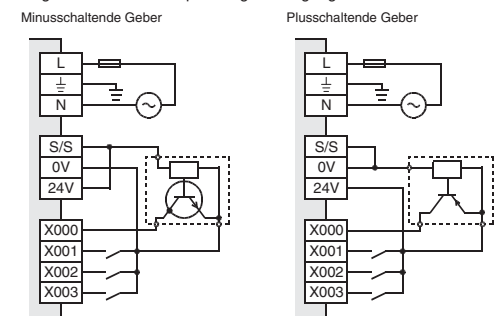 Minusschaltende Geber
Plusschaltende Geber
L
N
S/S
0V
24V
X000
X001
X002
X003
L
N
S/S
0V
24V
X000
X001
X002
X003